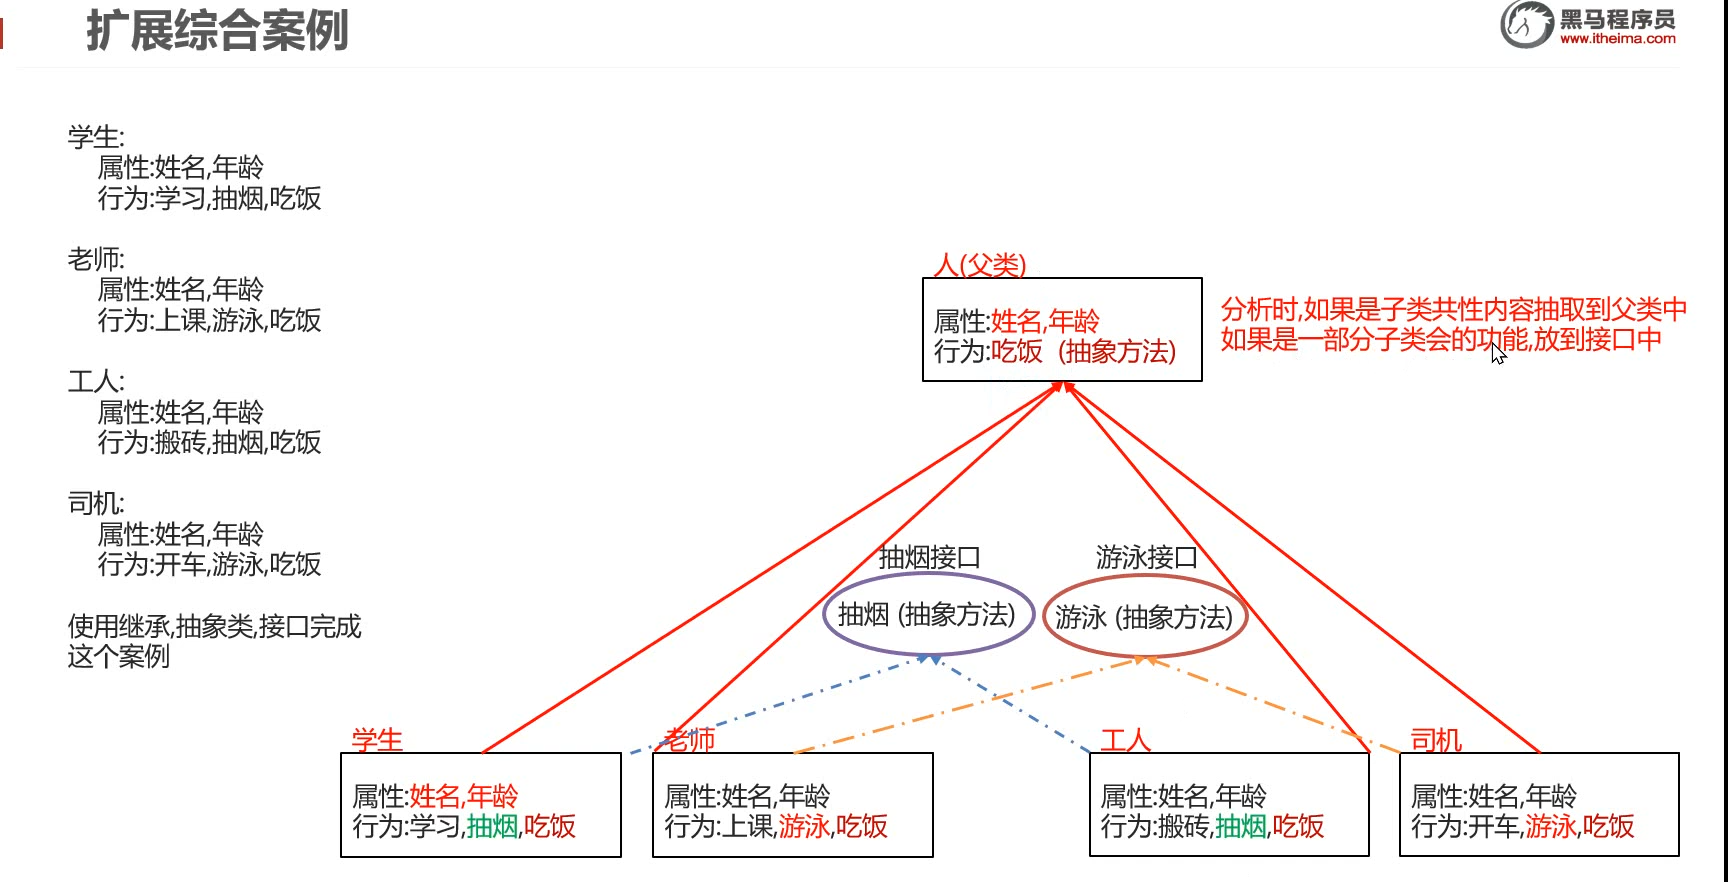 扩展综合案例
黑马程序员
www.itheima.com
学生:
属性:姓名,年龄
行为:学习,抽烟,吃饭
老师:
属性:姓名,年龄
行为:上课,游泳,吃饭
工人:
属性:姓名,年龄
行为:搬砖,抽烟,吃饭
司机:
属性:姓名,年龄
行为:开车,游泳,吃饭
使用继承,抽象类,接口完成
这个案例
人(父类)
属性:姓名,年龄
行为:吃饭 (抽象方法)
分析时,如果是子类共性内容抽取到父类中
如果是一部分子类会的功能,放到接口中
抽烟接口
抽烟 (抽象方法)
游泳接口
游泳 (抽象方法)
学生
属性:姓名,年龄
行为:学习,抽烟,吃饭
老师
属性:姓名,年龄
行为:上课,游泳,吃饭
工人
属性:姓名,年龄
行为:搬砖,抽烟,吃饭
司机
属性:姓名,年龄
行为:开车,游泳,吃饭